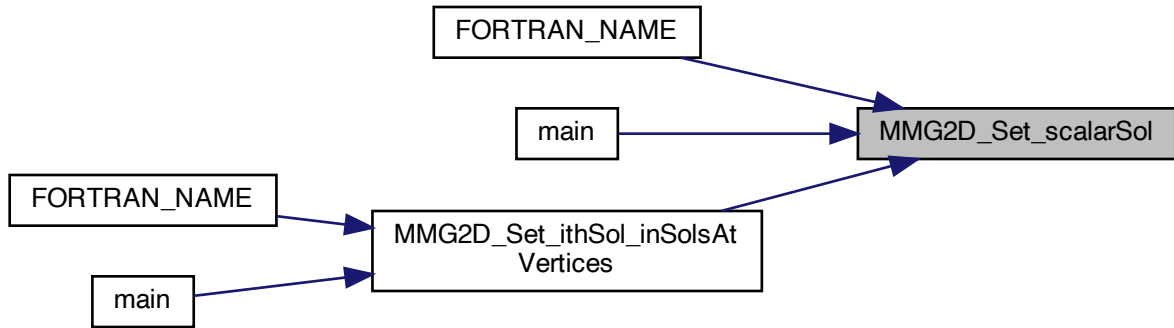 FORTRAN_NAME
main
MMG2D_Set_scalarSol
FORTRAN_NAME
MMG2D_Set_ithSol_inSolsAt
Vertices
main